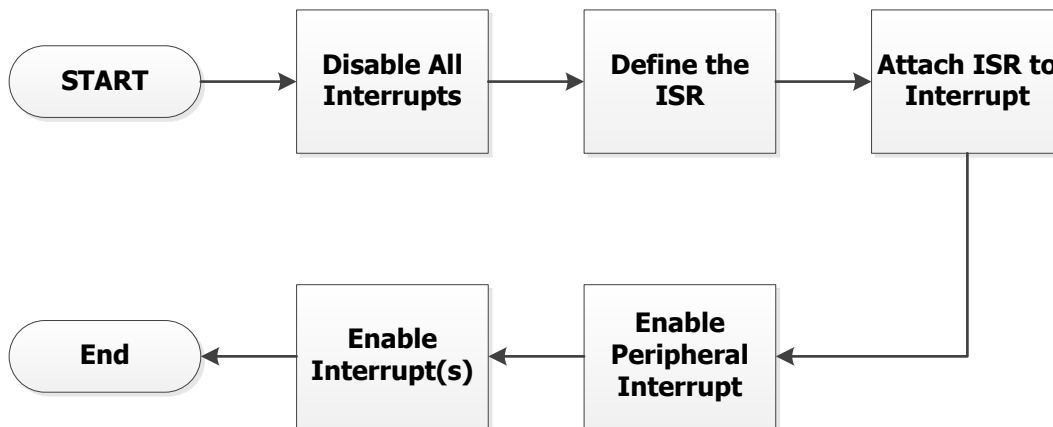 START
Disable All
Interrupts
Define the
ISR
Attach ISR to
Interrupt
Enable
Peripheral
Interrupt
Enable
Interrupt(s)
End